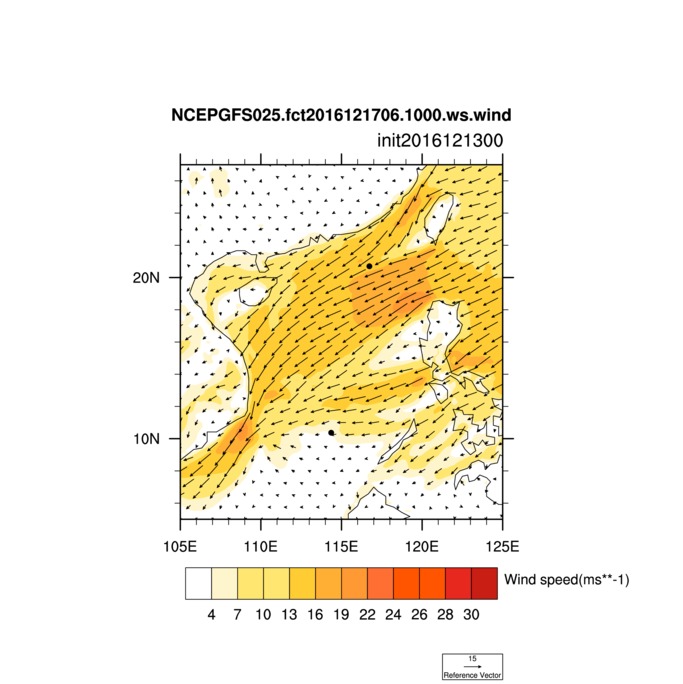 NCEPGFS025.fct2016121706.1000.ws.wind
init2016121300
20N
10N
105E 110E 115E 120E 125E
Wind speed(ms**-1)
4 7 10 13 16 19 22 24 26 28 30
15
Reference Vector